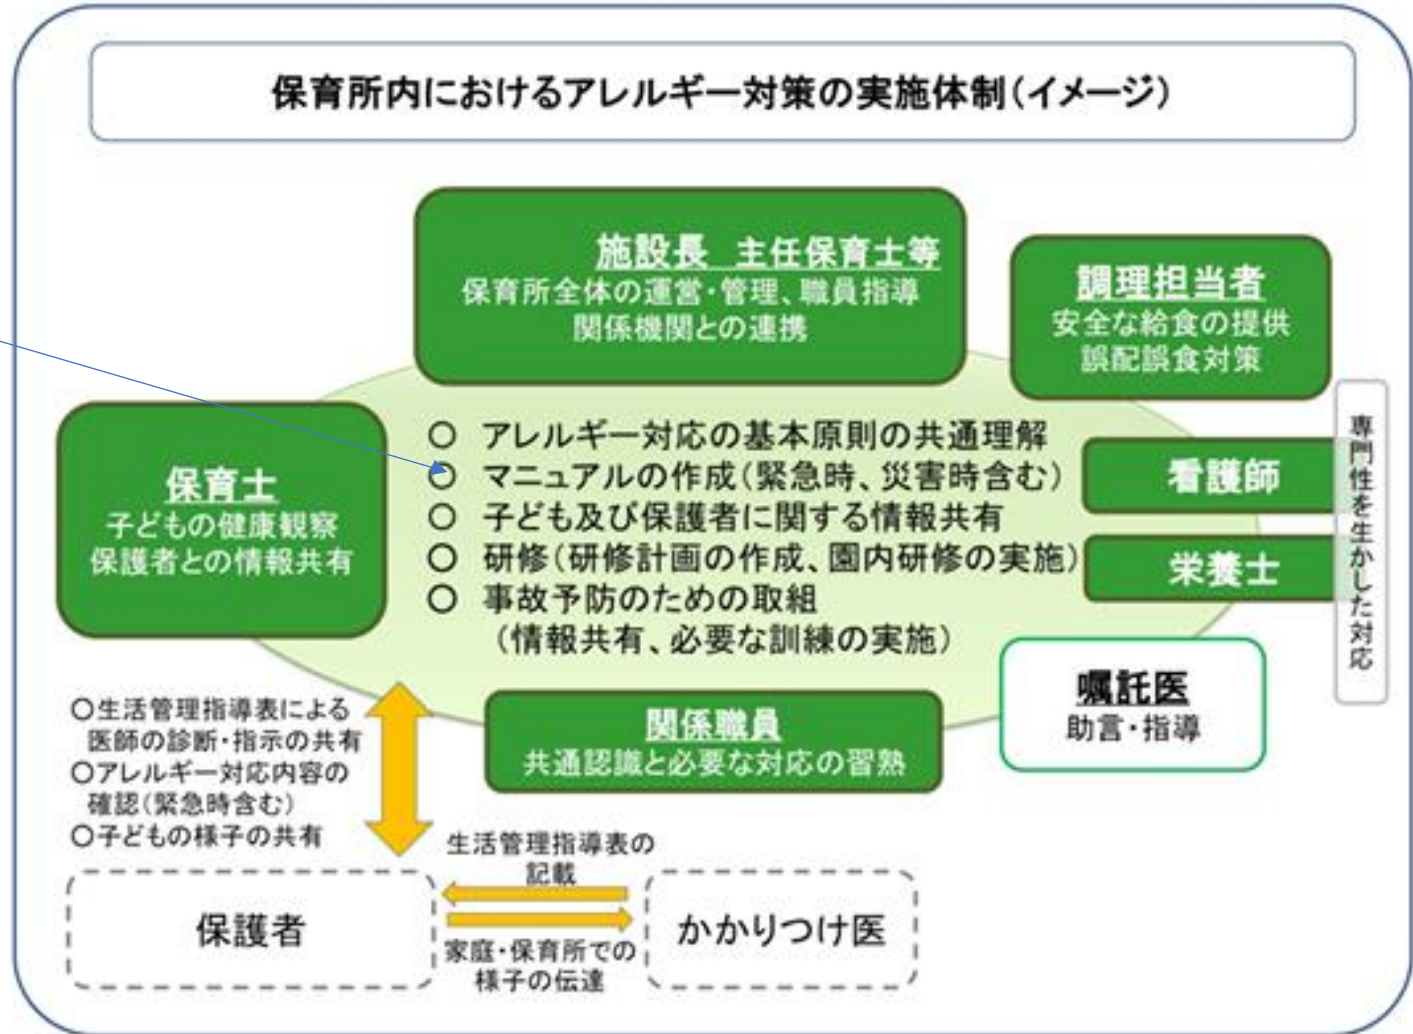 保育所内におけるアレルギー対策の実施体制(イメージ)
施設長 主任保育士等
保育所全体の運営・管理、職員指導
関係機関との連携
調理担当者
安全な給食の提供
誤配誤食対策
保育士
子どもの健康観察
保護者との情報共有
○ アレルギー対応の基本原則の共通理解
○ マニュアルの作成(緊急時、災害時含む)
○ 子ども及び保護者に関する情報共有
○ 研修(研修計画の作成、園内研修の実施)
○ 事故予防のための取組
(情報共有、必要な訓練の実施)
看護師
栄養士
専門性を生かした対応
嘱託医
助言・指導
関係職員
共通認識と必要な対応の習熟
○生活管理指導表による
医師の診断・指示の共有
○アレルギー対応内容の
確認(緊急時含む)
○子どもの様子の共有
生活管理指導表の
記載
保護者
かかりつけ医
家庭・保育所での
様子の伝達